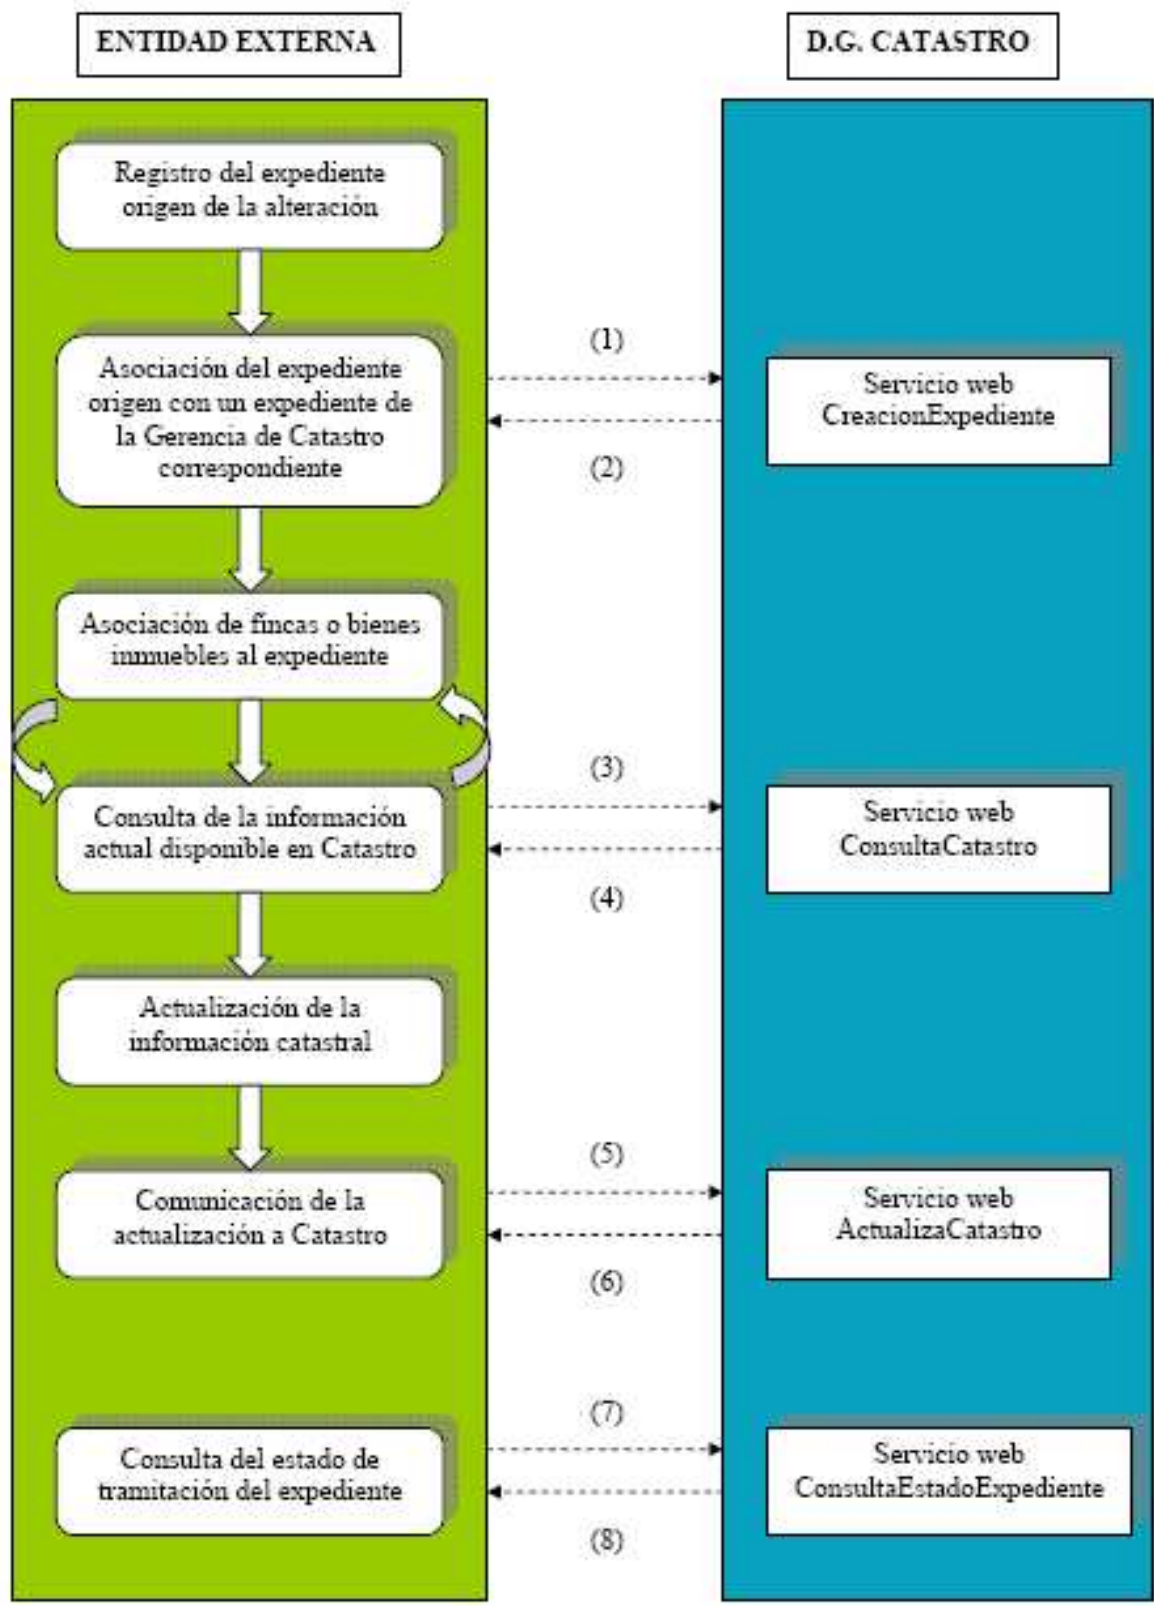 ENTIDAD EXTERNA
D.G. CATASTRO
Registro del expediente
origen de la alteración
Asociación del expediente
origen con un expediente de
la Gerencia de Catastro
correspondiente
(1)
(2)
Servicio web
CreacionExpediente
Asociación de fincas o bienes
inmuebles al expediente
Consulta de la información
actual disponible en Catastro
(3)
(4)
Servicio web
ConsultaCatastro
Actualización de la
información catastral
Comunicación de la
actualización a Catastro
(5)
(6)
Servicio web
ActualizaCatastro
Consulta del estado de
tramitación del expediente
(7)
(8)
Servicio web
ConsultaEstadoExpediente